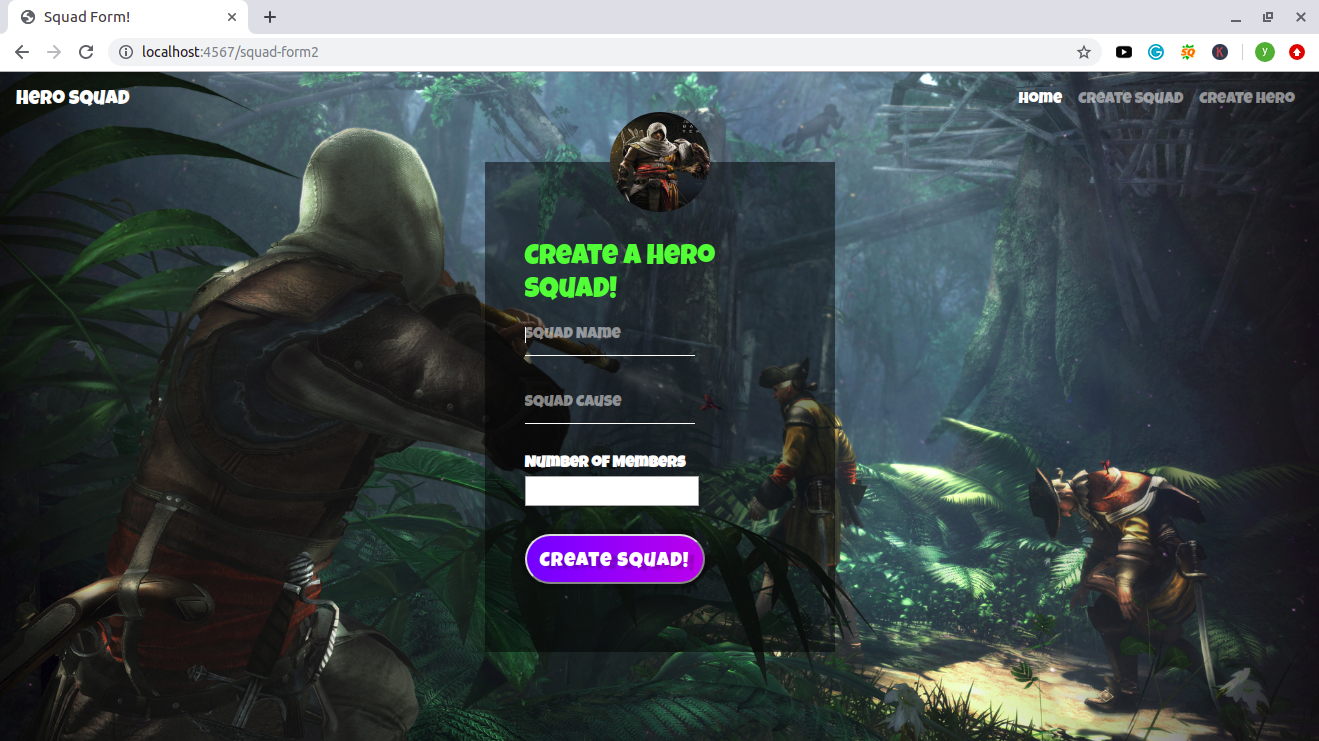 Squad Form!
localhost:4567/squad-form2
Hero Squad
Home Create Squad Create Hero
Create a Hero
Squad!
Squad Name
Squad Cause
Number of Members
Create Squad!